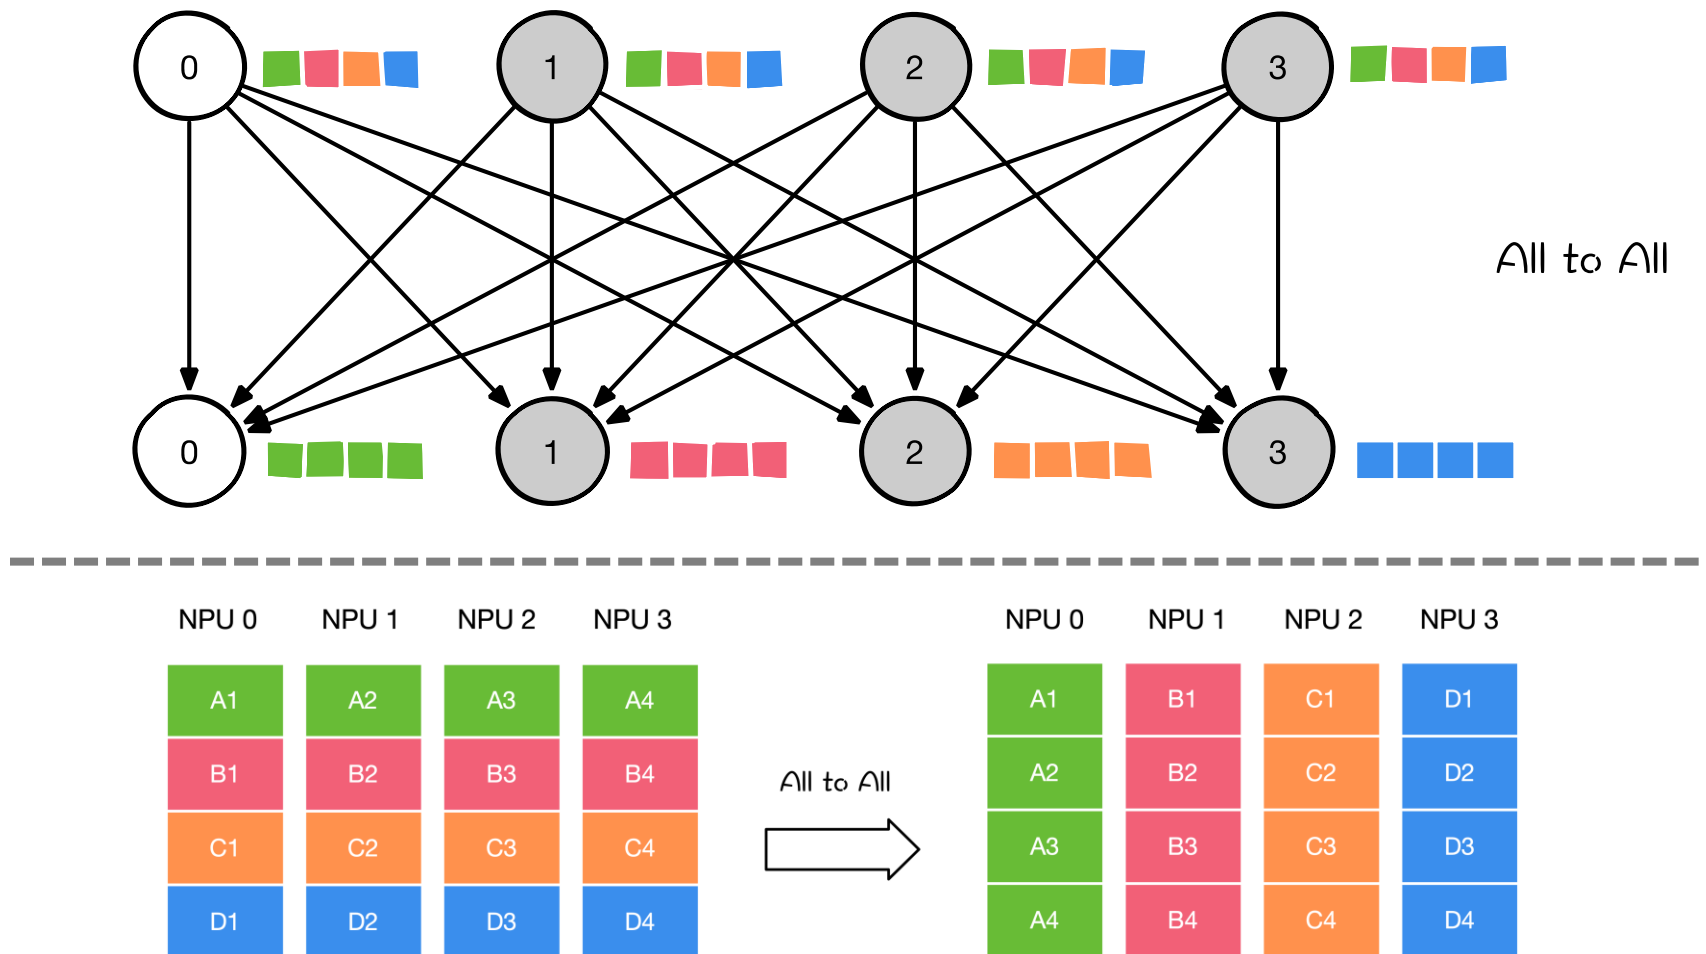 0 1 2 3
All to All
0 1 2 3
NPU 0 NPU 1 NPU 2 NPU 3
A1 A2 A3 A4
B1 B2 B3 B4
C1 C2 C3 C4
D1 D2 D3 D4
All to All
NPU 0 NPU 1 NPU 2 NPU 3
A1 B1 C1 D1
A2 B2 C2 D2
A3 B3 C3 D3
A4 B4 C4 D4